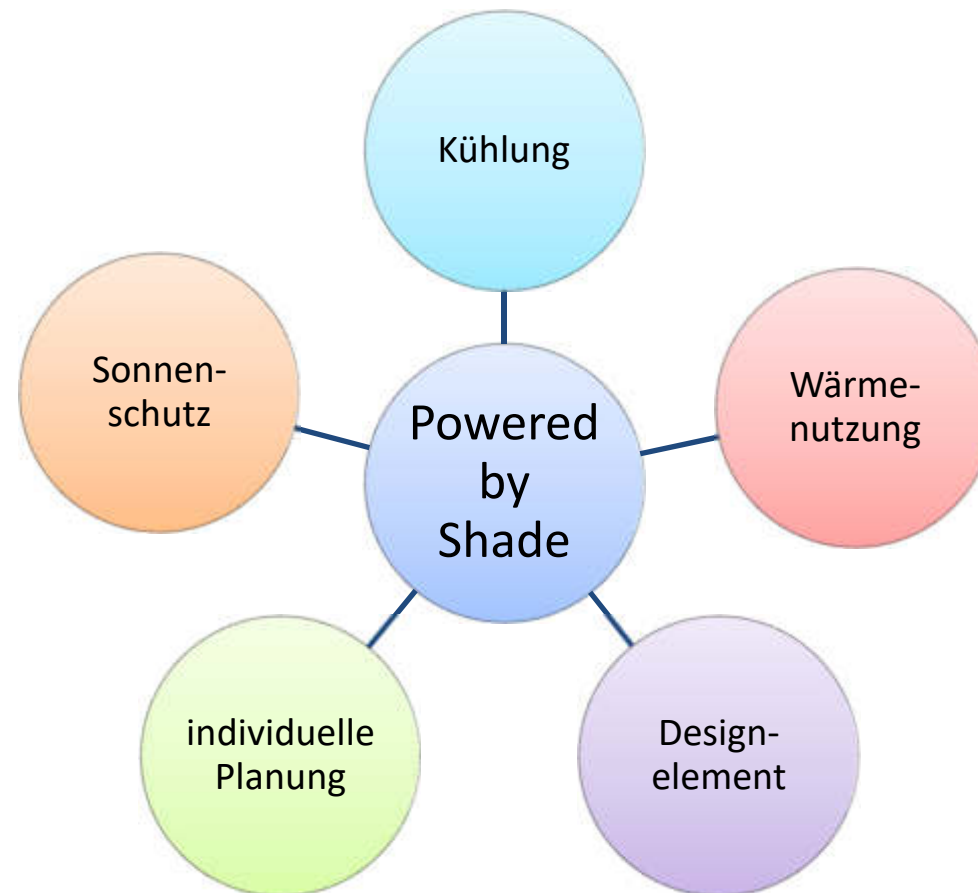 Kühlung
Sonnen-
schutz
Wärme-
nutzung
Powered
by
Shade
individuelle
Planung
Design-
element